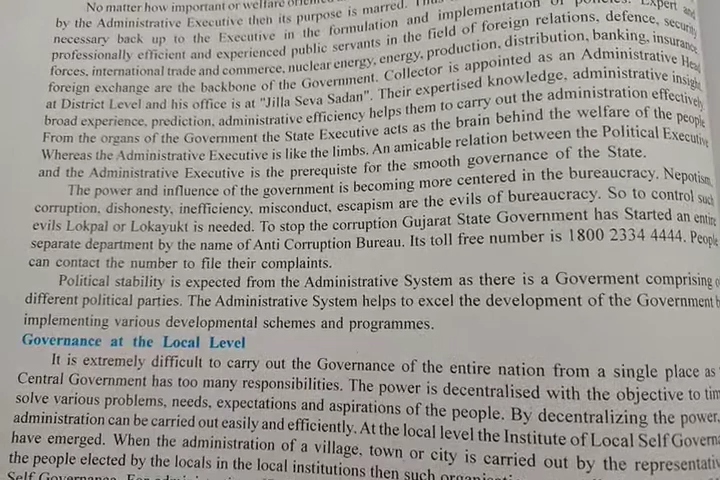 No matter how important or welfare
by the Administrative Executive then its purpose is marred.
necessary back up to the Executive in the formulation and implementation of policies. Expert and
professionally efficient and experienced public servants in the field of foreign relations, defence, security
forces, international trade and commerce, nuclear energy, energy, production, distribution, banking, insurance
foreign exchange are the backbone of the Government. Collector is appointed as an Administrative Head
at District Level and his office is at "Jilla Seva Sadan". Their expertised knowledge, administrative insight,
broad experience, prediction, administrative efficiency helps them to carry out the administration effectively
From the organs of the Government the State Executive acts as the brain behind the welfare of the people
Whereas the Administrative Executive is like the limbs. An amicable relation between the Political Executive
and the Administrative Executive is the prerequiste for the smooth governance of the State.
The power and influence of the government is becoming more centered in the bureaucracy. Nepotism,
corruption, dishonesty, inefficiency, misconduct, escapism are the evils of bureaucracy. So to control such
evils Lokpal or Lokayukt is needed. To stop the corruption Gujarat State Government has Started an entire
separate department by the name of Anti Corruption Bureau. Its toll free number is 1800 2334 4444. People
can contact the number to file their complaints.
Political stability is expected from the Administrative System as there is a Goverment comprising
different political parties. The Administrative System helps to excel the development of the Government
implementing various developmental schemes and programmes.
Governance at the Local Level
It is extremely difficult to carry out the Governance of the entire nation from a single place as
Central Government has too many responsibilities. The power is decentralised with the objective to
solve various problems, needs, expectations and aspirations of the people. By decentralizing the power,
administration can be carried out easily and efficiently. At the local level the Institute of Local Self
have emerged. When the administration of a village, town or city is carried out by the
the people elected by the locals in the local institutions then such